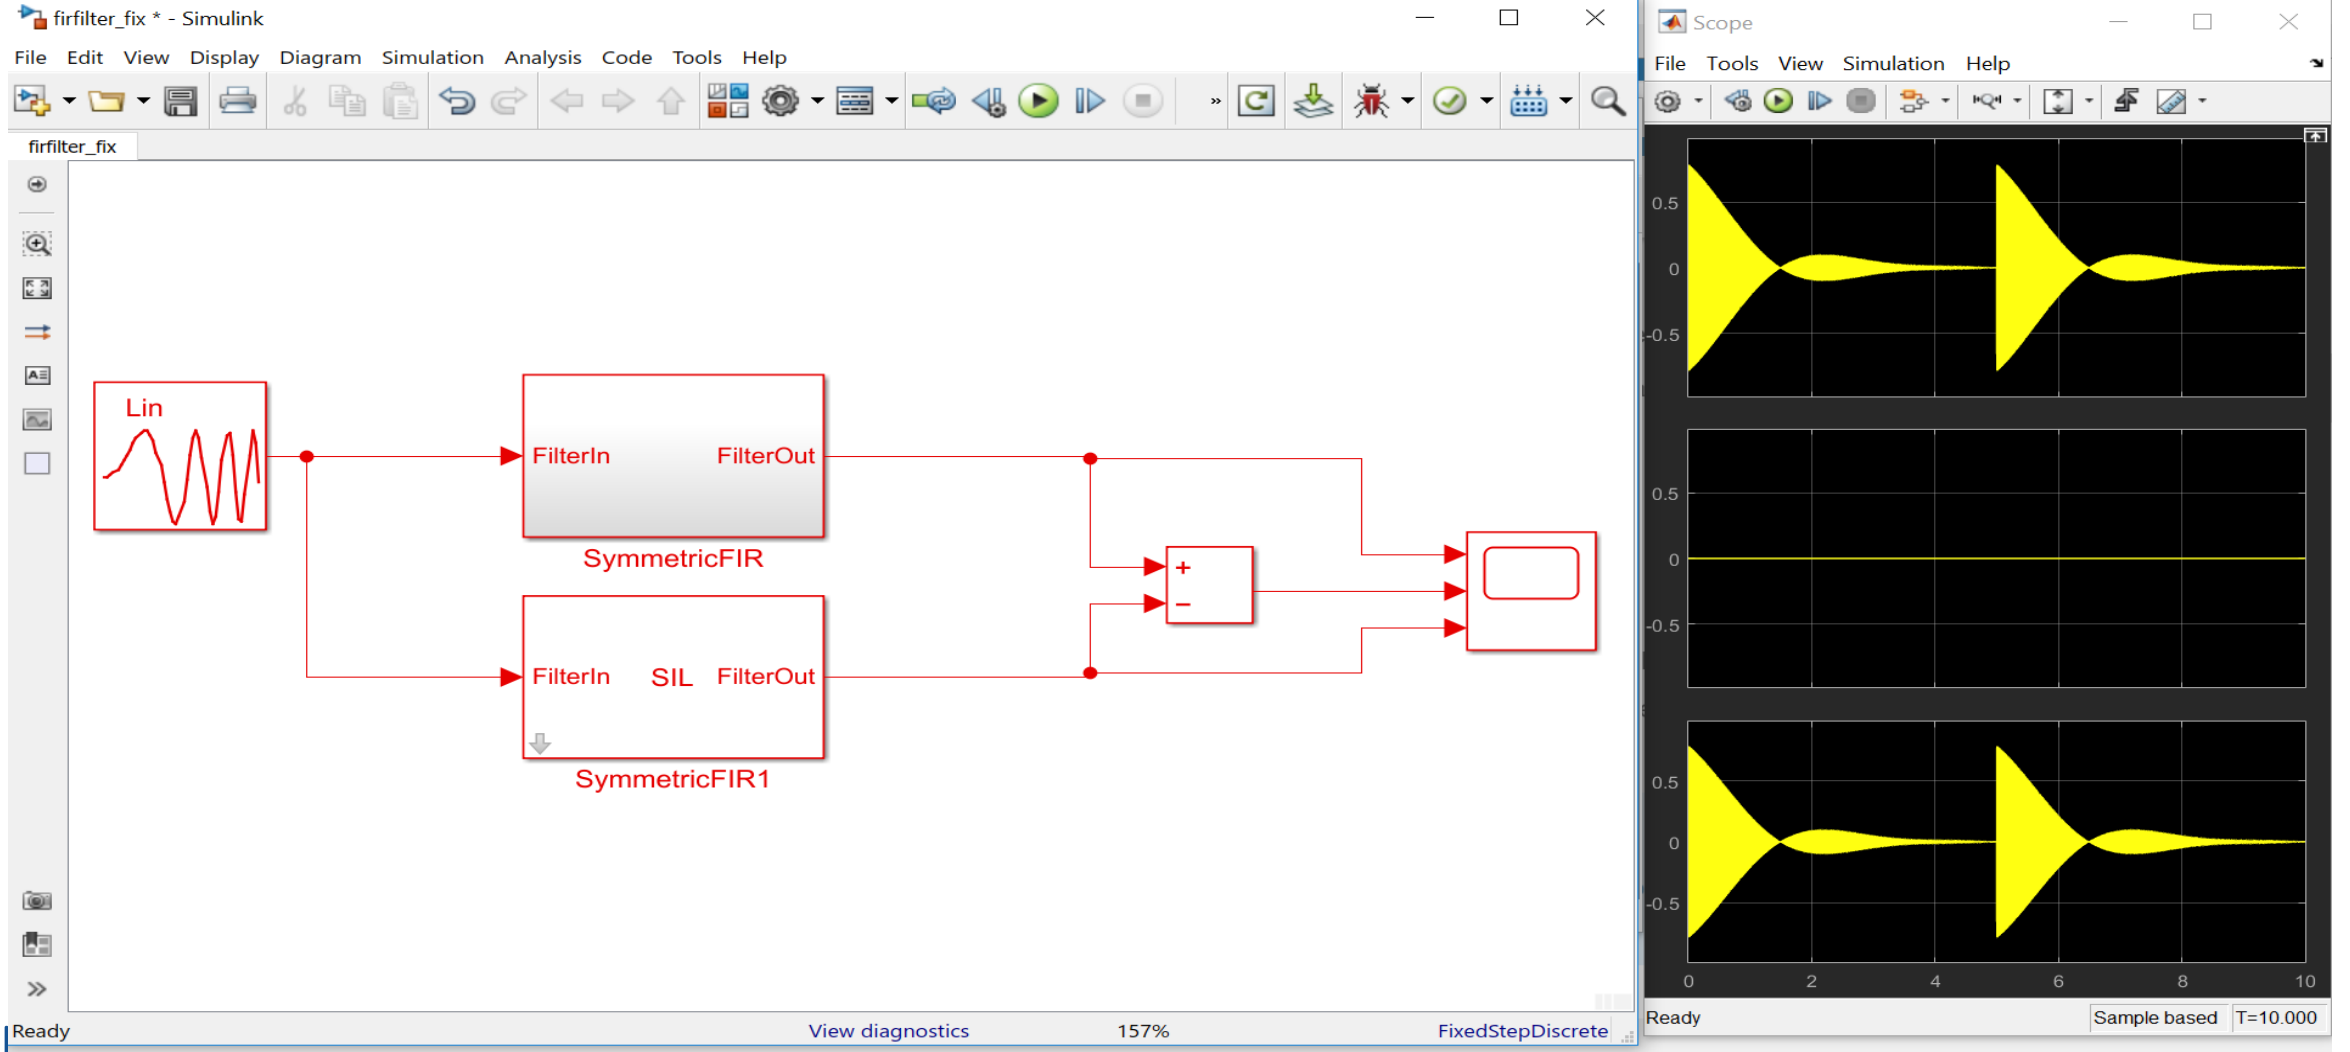 firfilter_fix * - Simulink
File Edit View Display Diagram Simulation Analysis Code Tools Help
»
firfilter_fix
Lin
FilterIn FilterOut
SymmetricFIR
FilterIn SIL FilterOut
SymmetricFIR1
+
−
Ready View diagnostics 157% FixedStepDiscrete
Scope
File Tools View Simulation Help
0.5
0
-0.5
0.5
0
-0.5
0.5
0
-0.5
0 2 4 6 8 10
Ready Sample based T=10.000